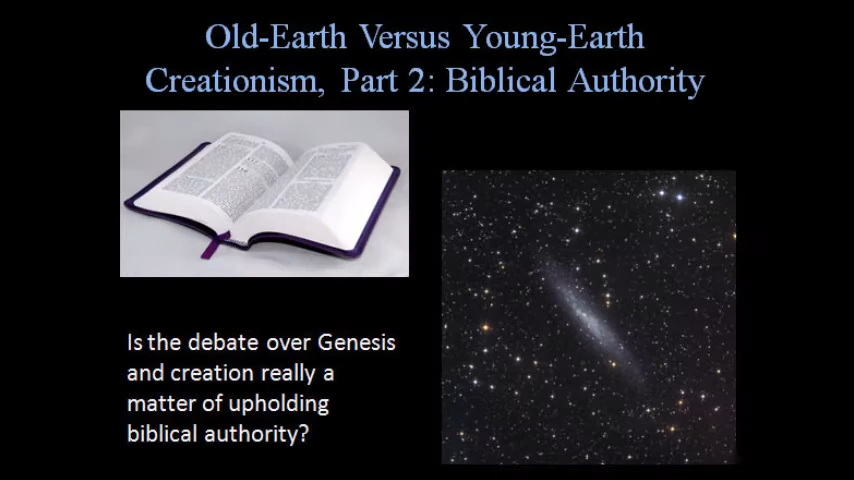 Old-Earth Versus Young-Earth
Creationism, Part 2: Biblical Authority
Is the debate over Genesis
and creation really a
matter of upholding
biblical authority?